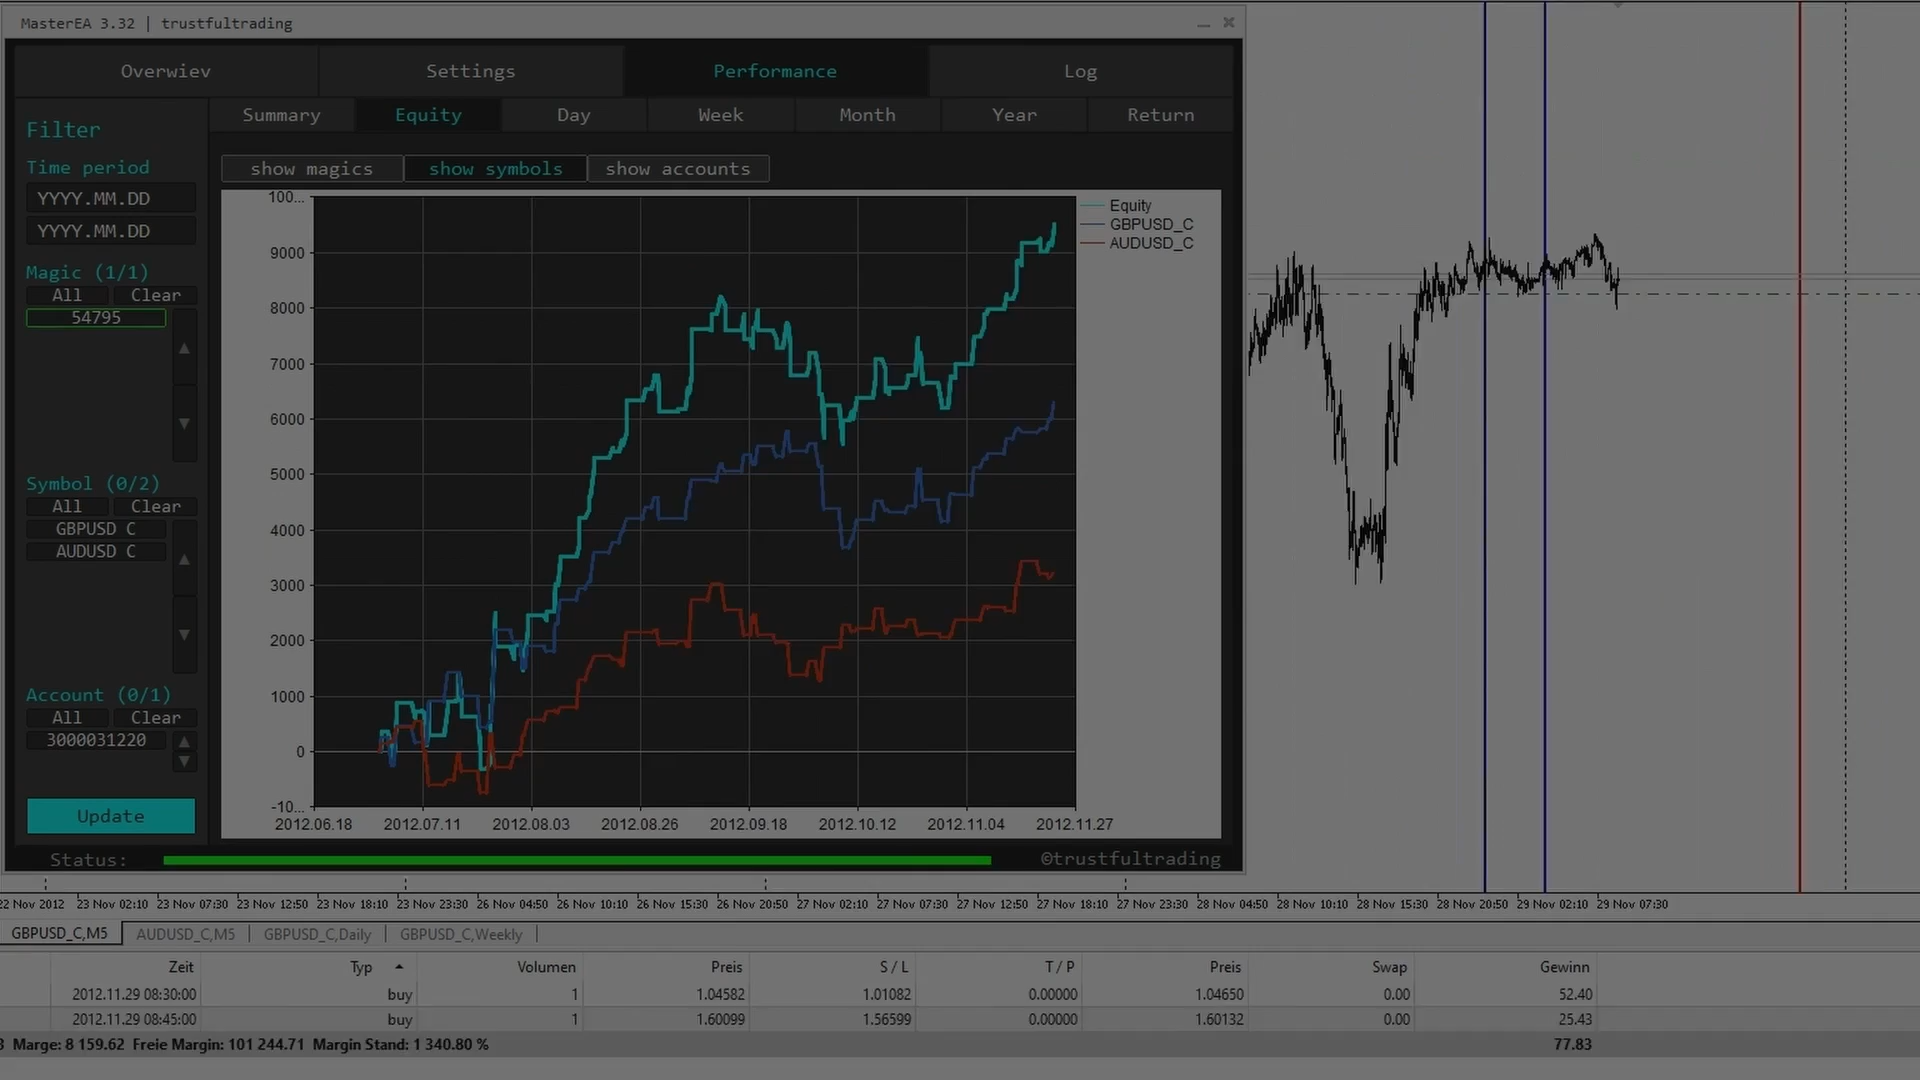 MasterEA 3.32 | trustfultrading
Overwiev Settings Performance Log
Summary Equity Day Week Month Year Return
Filter
Time period
YYYY.MM.DD
YYYY.MM.DD
Magic (1/1)
All Clear
54795
Symbol (0/2)
All Clear
GBPUSD C
AUDUSD C
Account (0/1)
All Clear
3000031220
Update
show magics show symbols show accounts
100...
9000
8000
7000
6000
5000
4000
3000
2000
1000
0
-10...
2012.06.18 2012.07.11 2012.08.03 2012.08.26 2012.09.18 2012.10.12 2012.11.04 2012.11.27
Equity
GBPUSD_C
AUDUSD_C
Status: ©trustfultrading
22 Nov 2012 23 Nov 02:10 23 Nov 07:30 23 Nov 12:50 23 Nov 18:10 23 Nov 23:30 26 Nov 04:50 26 Nov 10:10 26 Nov 15:30 26 Nov 20:50 27 Nov 02:10 27 Nov 07:30 27 Nov 12:50 27 Nov 18:10 27 Nov 23:30 28 Nov 04:50 28 Nov 10:10 28 Nov 15:30 28 Nov 20:50 29 Nov 02:10 29 Nov 07:30
GBPUSD_C,M5 AUDUSD_C,M5 GBPUSD_C,Daily GBPUSD_C,Weekly
Zeit Typ Volumen Preis S / L T / P Preis Swap Gewinn
2012.11.29 08:30:00 buy 1 1.04582 1.01082 0.00000 1.04650 0.00 52.40
2012.11.29 08:45:00 buy 1 1.60099 1.56599 0.00000 1.60132 0.00 25.43
3 Marge: 8 159.62 Freie Margin: 101 244.71 Margin Stand: 1 340.80 % 77.83